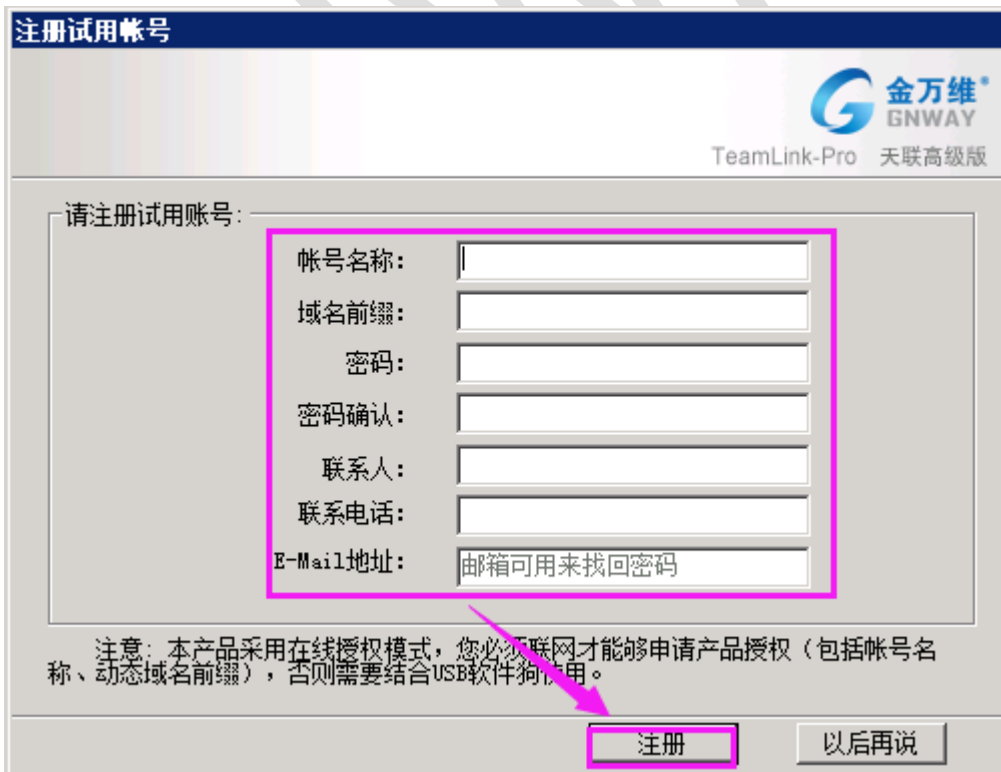 注册试用帐号
金万维®
GNWAY
TeamLink-Pro 天联高级版
请注册试用账号:
帐号名称:
域名前缀:
密码:
密码确认:
联系人:
联系电话:
E-Mail地址: 邮箱可用来找回密码
注意: 本产品采用在线授权模式,您必须联网才能够申请产品授权(包括帐号名
称、动态域名前缀),否则需要结合USB软件狗使用。
注册 以后再说